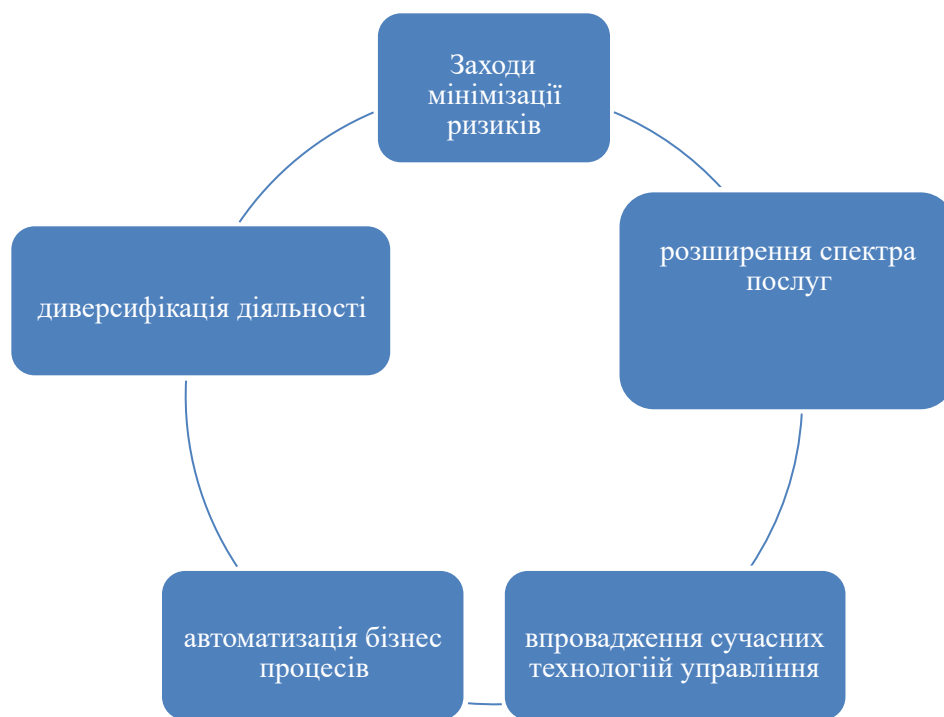 Заходи
мінімізації
ризиків
розширення спектра
послуг
диверсифікація діяльності
автоматизація бізнес
процесів
впровадження сучасних
технологіій управління